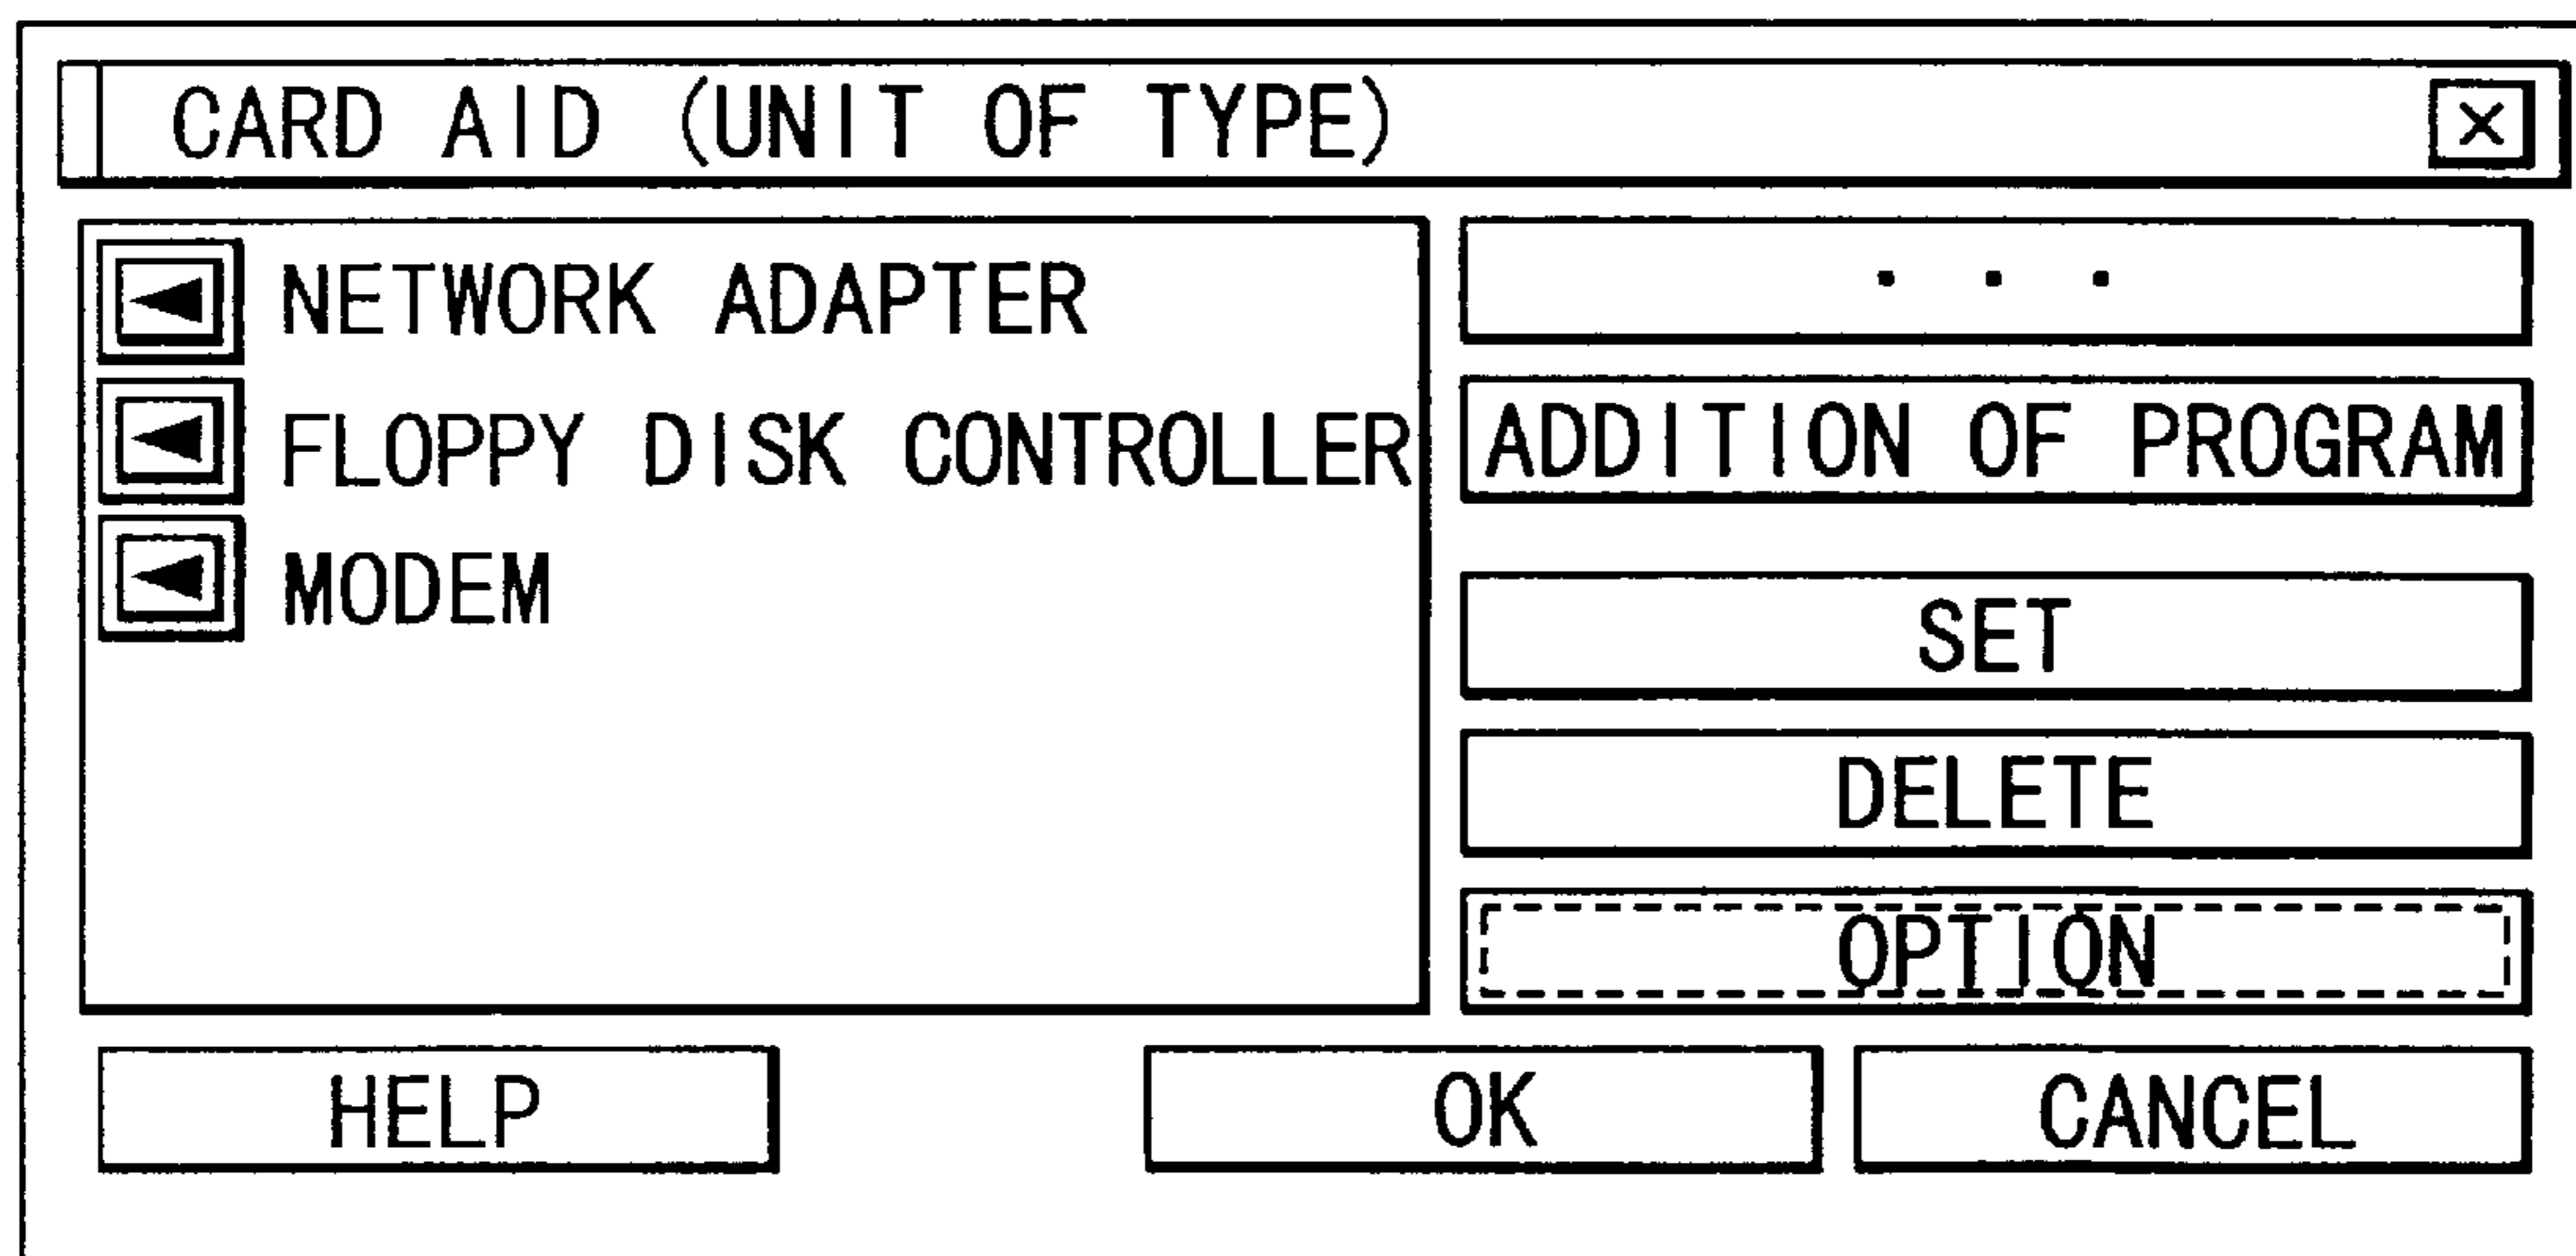 CARD AID (UNIT OF TYPE) ×
NETWORK ADAPTER
FLOPPY DISK CONTROLLER
MODEM
...
ADDITION OF PROGRAM
SET
DELETE
OPTION
HELP
OK
CANCEL